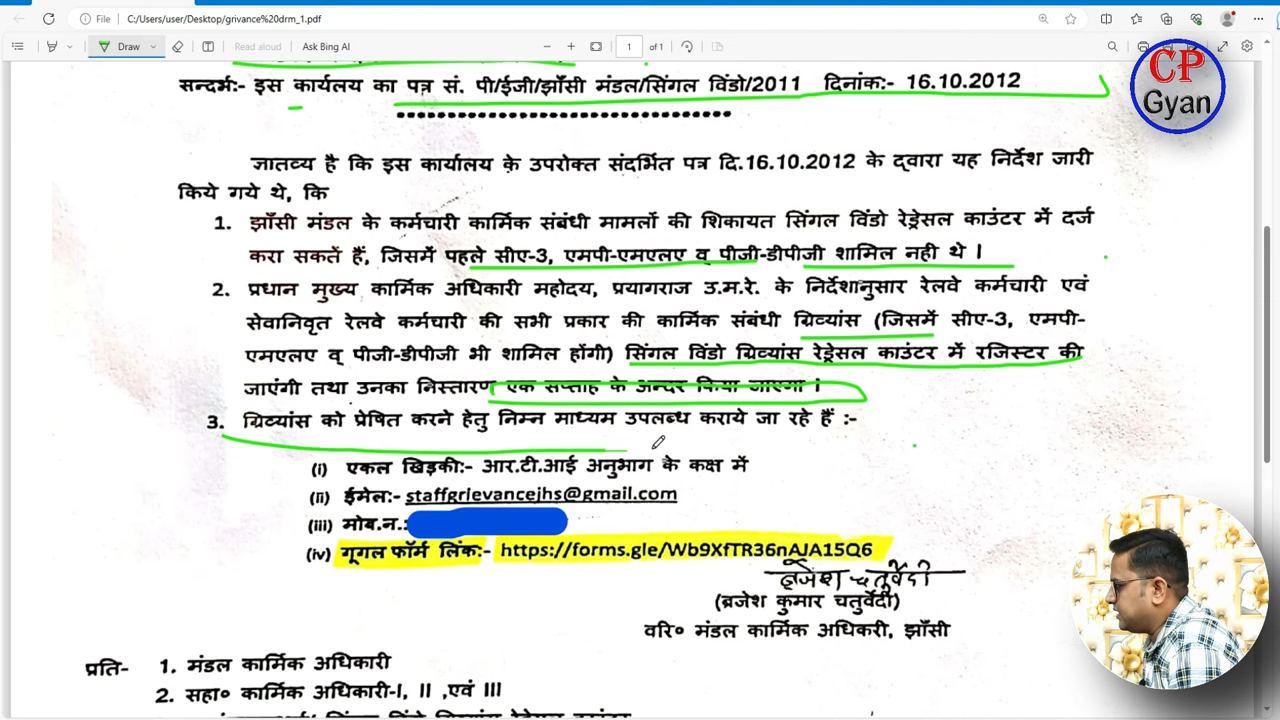 File
C:/Users/user/Desktop/grivance%20drm_1.pdf
Draw
Read aloud
Ask Bing AI
1
of 1
CP
Gyan
सन्दर्भ:- इस कार्यलय का पत्र सं. पी/ईजी/झाँसी मंडल/सिंगल विंडो/2011 दिनांक:- 16.10.2012
ज्ञातव्य है कि इस कार्यालय के उपरोक्त संदर्भित पत्र दि.16.10.2012 के द्वारा यह निर्देश जारी
किये गये थे, कि
1. झाँसी मंडल के कर्मचारी कार्मिक संबंधी मामलों की शिकायत सिंगल विंडो रेड्रेसल काउंटर में दर्ज
करा सकतें हैं, जिसमें पहले सीए-3, एमपी-एमएलए व् पीजी-डीपीजी शामिल नही थे ।
2. प्रधान मुख्य कार्मिक अधिकारी महोदय, प्रयागराज उ.म.रे. के निर्देशानुसार रेलवे कर्मचारी एवं
सेवानिवृत रेलवे कर्मचारी की सभी प्रकार की कार्मिक संबंधी ग्रिव्यांस (जिसमें सीए-3, एमपी-
एमएलए व् पीजी-डीपीजी भी शामिल होंगी) सिंगल विंडो ग्रिव्यांस रेड्रेसल काउंटर में रजिस्टर की
जाएंगी तथा उनका निस्तारण एक सप्ताह के अन्दर किया जाएगा ।
3. ग्रिव्यांस को प्रेषित करने हेतु निम्न माध्यम उपलब्ध कराये जा रहे हैं :-
(i) एकल खिड़की:- आर.टी.आई अनुभाग के कक्ष में
(ii) ईमेल:- staffgrievancejhs@gmail.com
(iii) मोब.न.:
(iv) गूगल फॉर्म लिंक:- https://forms.gle/Wb9XfTR36nAJA15Q6
ब्रजेश चतुर्वेदी
(ब्रजेश कुमार चतुर्वेदी)
वरि० मंडल कार्मिक अधिकरी, झाँसी
प्रति- 1. मंडल कार्मिक अधिकारी
2. सहा० कार्मिक अधिकारी-I, II ,एवं III